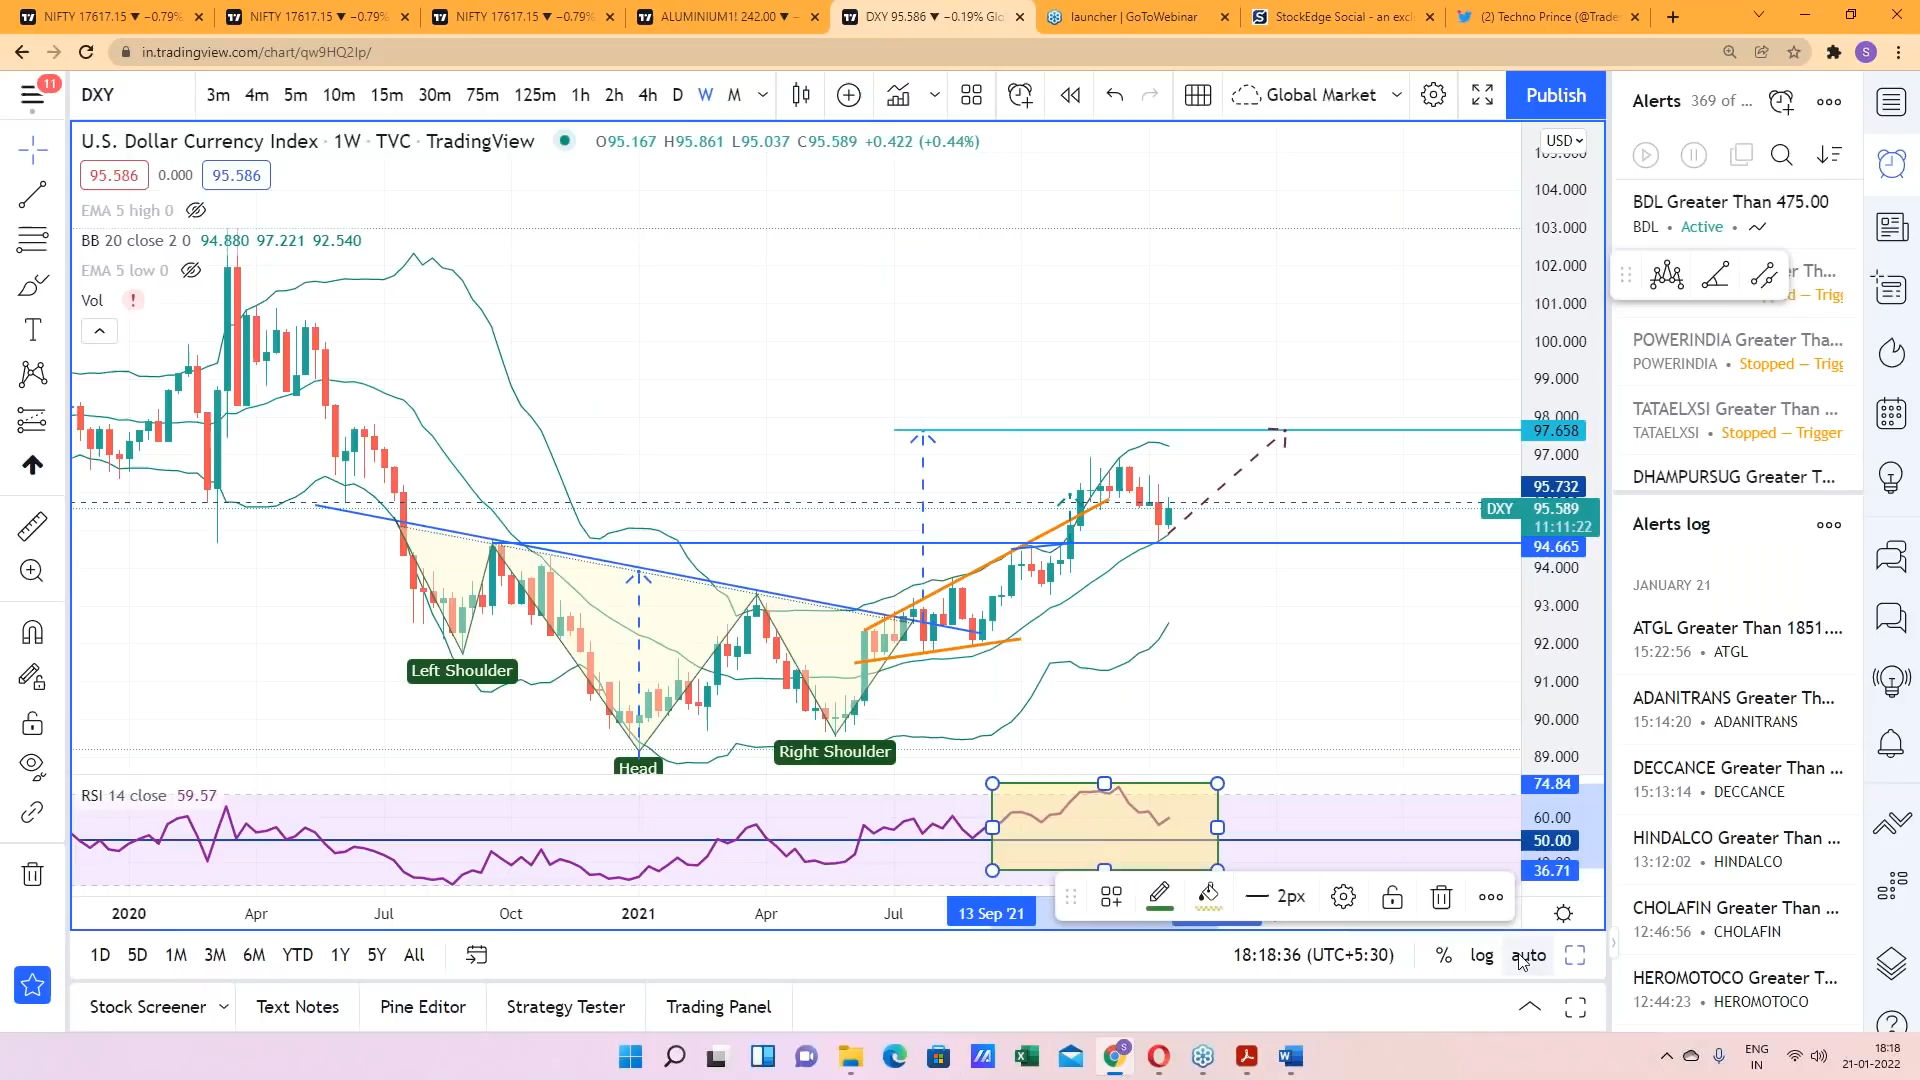 NIFTY 17617.15 ▼ −0.79%
NIFTY 17617.15 ▼ −0.79%
NIFTY 17617.15 ▼ −0.79%
ALUMINIUM1! 242.00 ▼ −
DXY 95.586 ▼ −0.19% Glo
launcher | GoToWebinar
StockEdge Social - an excl
(2) Techno Prince (@Trade
in.tradingview.com/chart/qw9HQ2Ip/
S
11
DXY
3m 4m 5m 10m 15m 30m 75m 125m 1h 2h 4h D W M
Global Market
Publish
U.S. Dollar Currency Index · 1W · TVC · TradingView
O95.167 H95.861 L95.037 C95.589 +0.422 (+0.44%)
USD
95.586 0.000 95.586
EMA 5 high 0
BB 20 close 2 0 94.880 97.221 92.540
EMA 5 low 0
Vol !
104.000
103.000
102.000
101.000
100.000
99.000
98.000
97.658
97.000
95.732
DXY 95.589
11:11:22
94.665
94.000
93.000
92.000
91.000
90.000
89.000
Left Shoulder
Head
Right Shoulder
RSI 14 close 59.57
74.84
60.00
50.00
36.71
2px
2020 Apr Jul Oct 2021 Apr Jul 13 Sep '21
1D 5D 1M 3M 6M YTD 1Y 5Y All
18:18:36 (UTC+5:30)
% log auto
Stock Screener Text Notes Pine Editor Strategy Tester Trading Panel
Alerts 369 of ...
BDL Greater Than 475.00
BDL • Active •
er Th...
d — Trigg
POWERINDIA Greater Tha...
POWERINDIA • Stopped — Trigg
TATAELXSI Greater Than ...
TATAELXSI • Stopped — Trigger
DHAMPURSUG Greater T...
Alerts log
JANUARY 21
ATGL Greater Than 1851....
15:22:56 • ATGL
ADANITRANS Greater Th...
15:14:20 • ADANITRANS
DECCANCE Greater Than ...
15:13:14 • DECCANCE
HINDALCO Greater Than ...
13:12:02 • HINDALCO
CHOLAFIN Greater Than ...
12:46:56 • CHOLAFIN
HEROMOTOCO Greater T...
12:44:23 • HEROMOTOCO
ENG
IN
18:18
21-01-2022